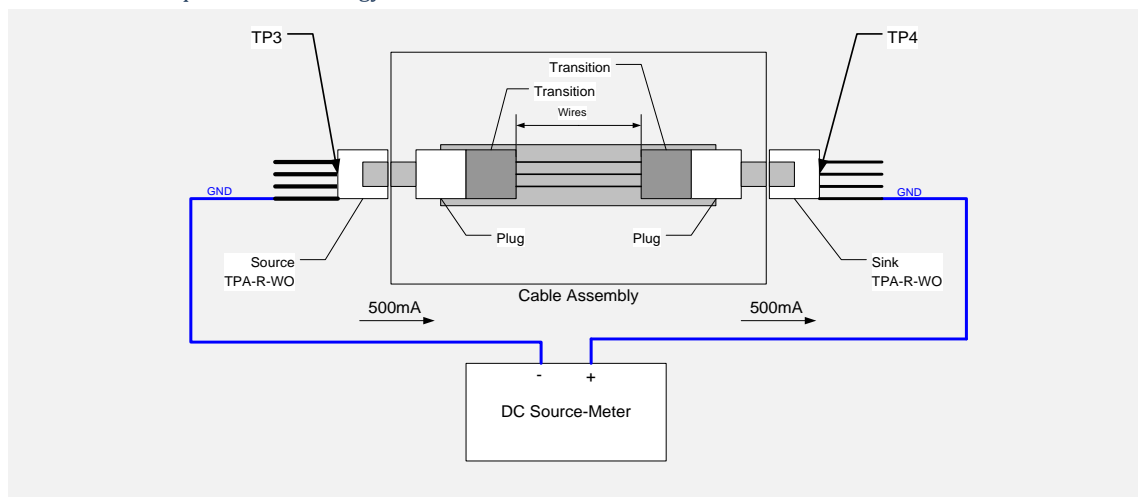 TP3
TP4
Transition
Transition
Wires
GND
GND
Plug
Plug
Source
TPA-R-WO
Sink
TPA-R-WO
Cable Assembly
500mA
500mA
- +
DC Source-Meter